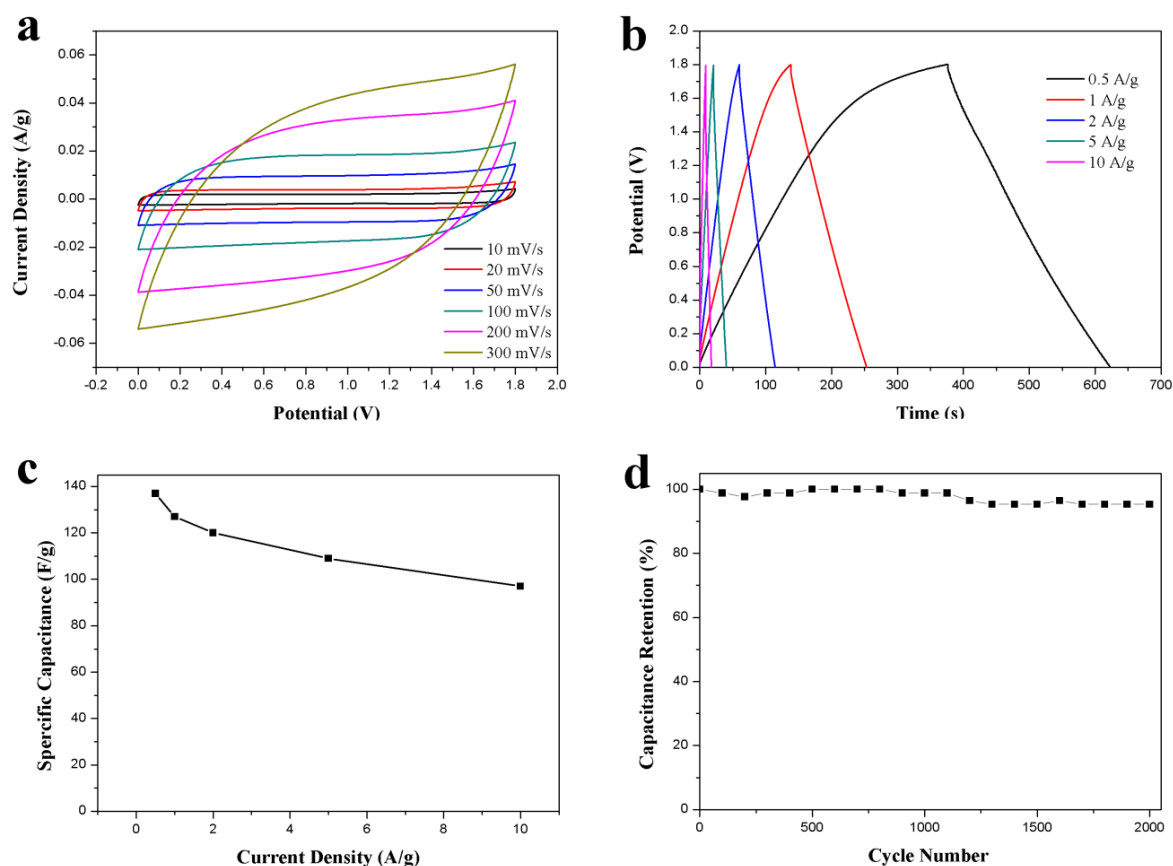 a
0.06
0.04
0.02
0.00
-0.02
-0.04
-0.06
Current Density (A/g)
10 mV/s
20 mV/s
50 mV/s
100 mV/s
200 mV/s
300 mV/s
-0.2 0.0 0.2 0.4 0.6 0.8 1.0 1.2 1.4 1.6 1.8 2.0
Potential (V)
b
2.0
1.8
1.6
1.4
1.2
1.0
0.8
0.6
0.4
0.2
0.0
Potential (V)
0.5 A/g
1 A/g
2 A/g
5 A/g
10 A/g
0 100 200 300 400 500 600 700
Time (s)
c
140
120
100
80
60
40
20
0
Spercific Capacitance (F/g)
0 2 4 6 8 10
Current Density (A/g)
d
100
80
60
40
20
0
Capacitance Retention (%)
0 500 1000 1500 2000
Cycle Number